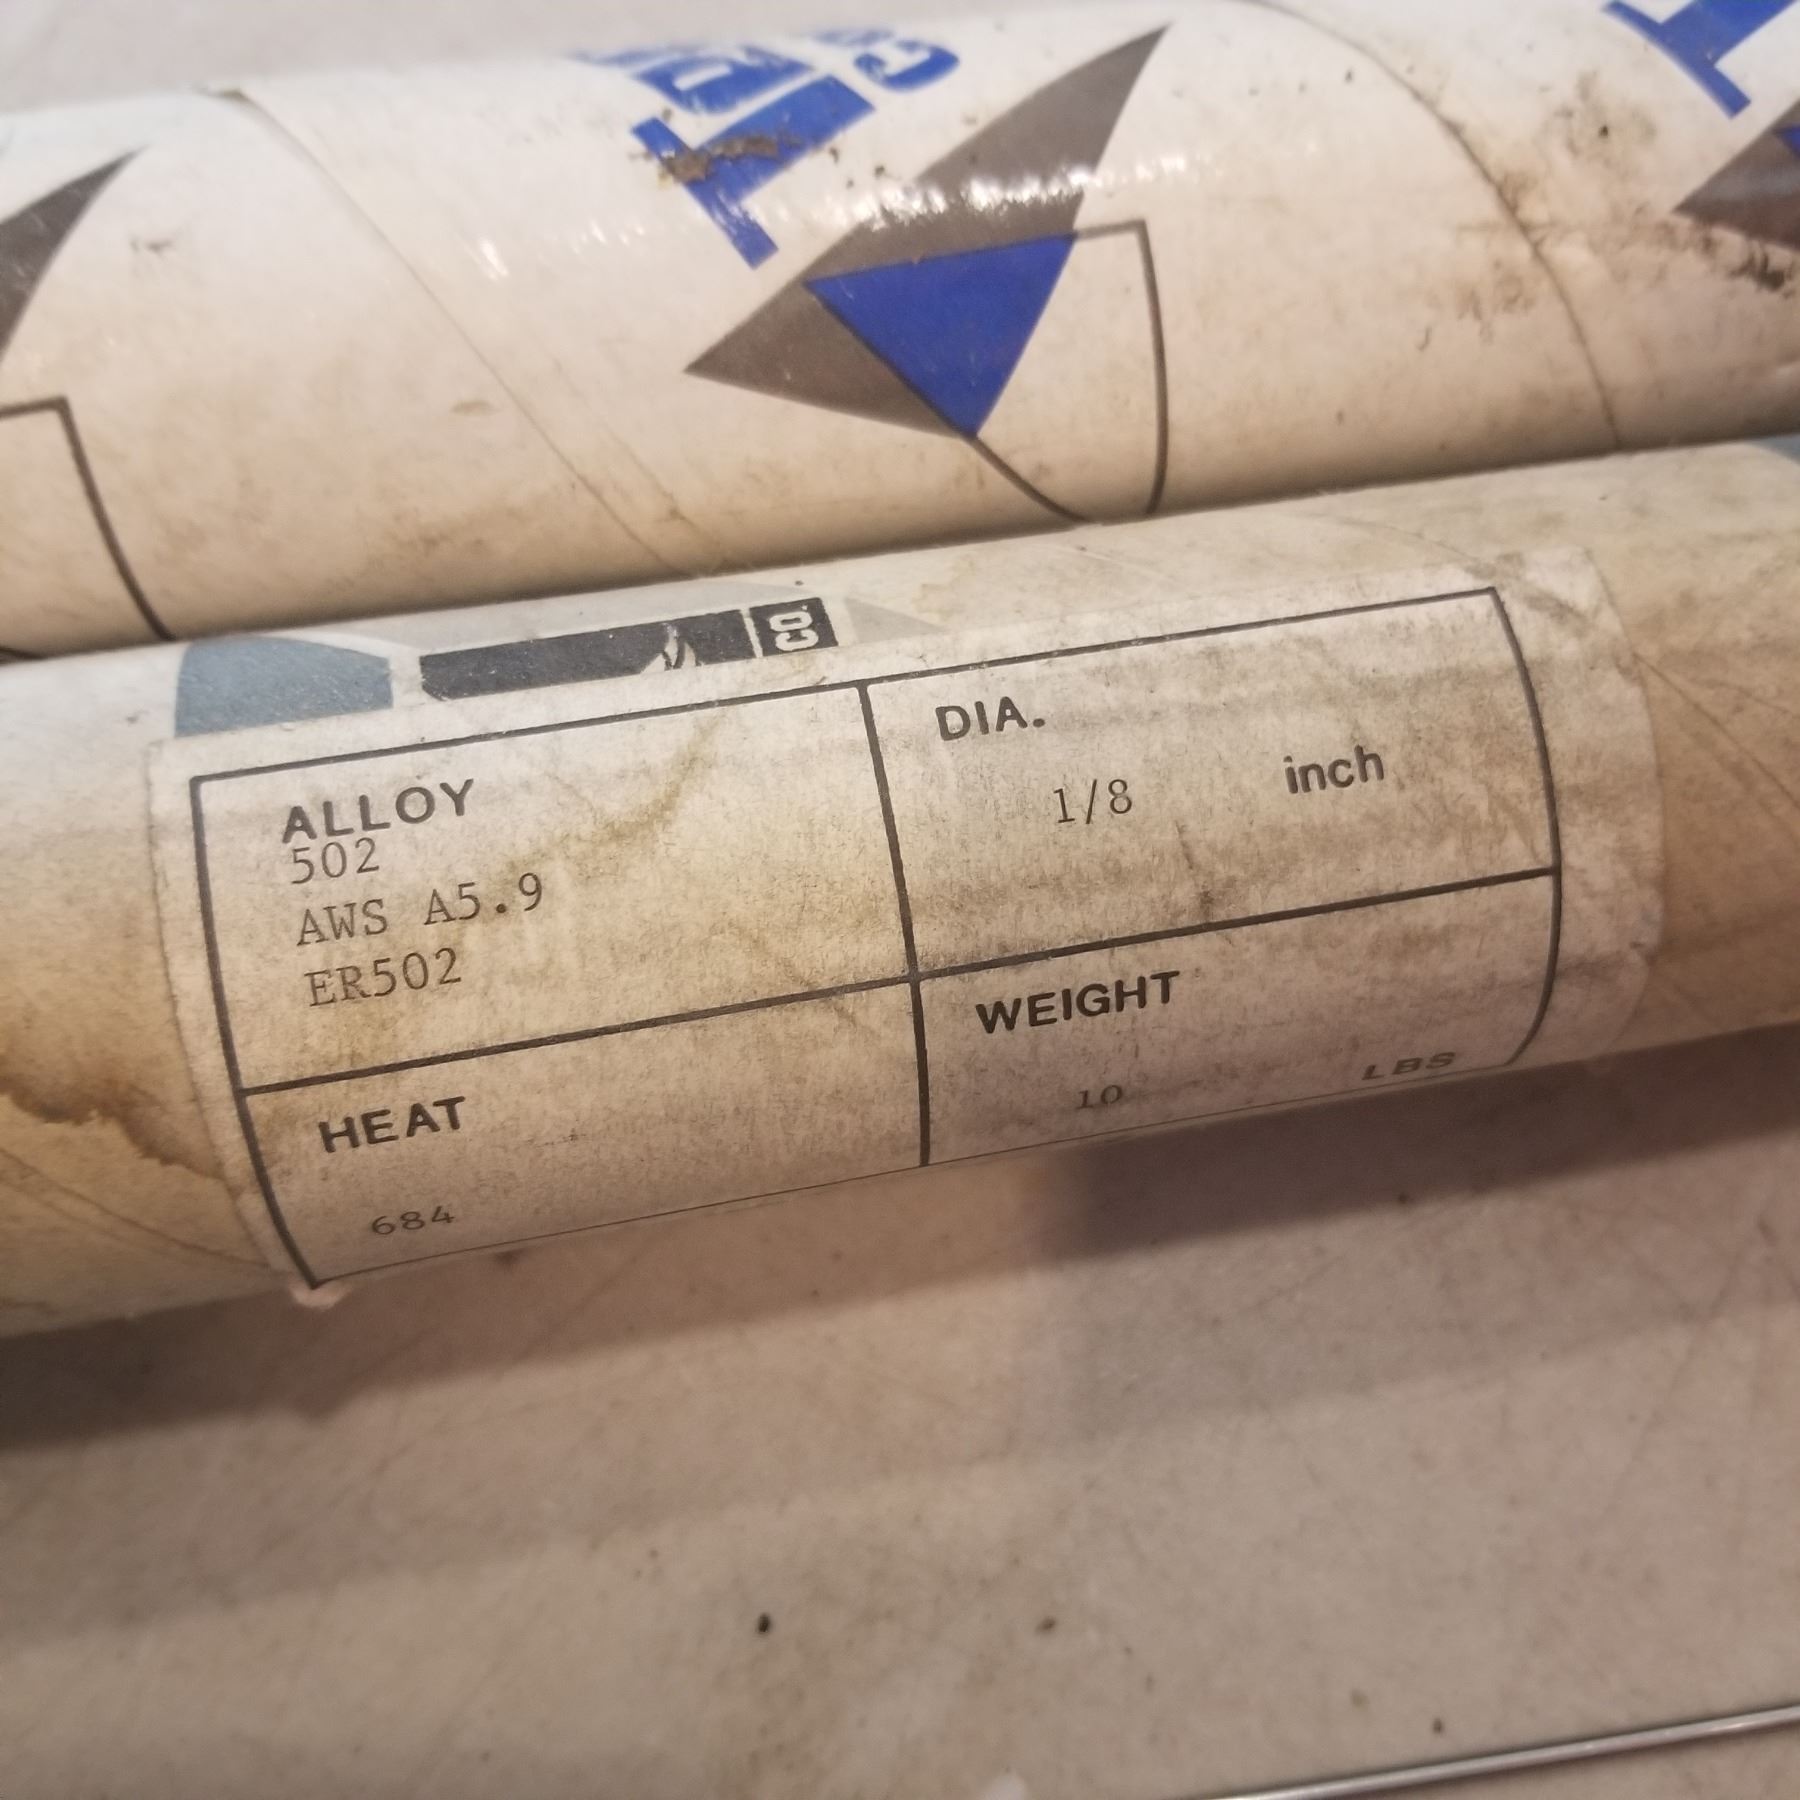 CO.
ALLOY
502
AWS A5.9
ER502
DIA.
1/8 inch
HEAT
684
WEIGHT
10 LBS